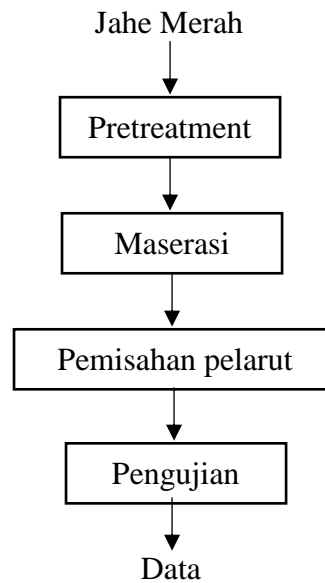 Jahe Merah
Pretreatment
Maserasi
Pemisahan pelarut
Pengujian
Data